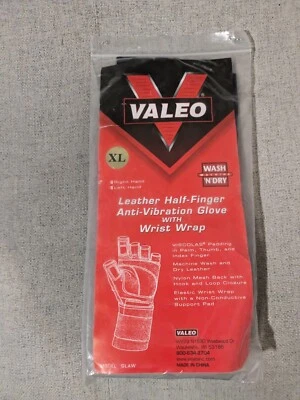 VALEO
XL
Right Hand
Left Hand
WASH
'N' DRY
Leather Half-Finger
Anti-Vibration Glove
WITH
Wrist Wrap
VISCOLAS® Padding
in Palm, Thumb, and
Index Finger
Machine Wash and
Dry Leather
Nylon Mesh Back with
Hook and Loop Closure
Elastic Wrist Wrap
with a Non-Conductive
Support Pad
VALEO
GLAW
MADE IN CHINA